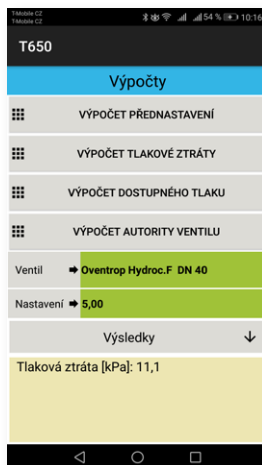 T-Mobile CZ
T-Mobile CZ
54 % 10:16
T650
Výpočty
VÝPOČET PŘEDNASTAVENÍ
VÝPOČET TLAKOVÉ ZTRÁTY
VÝPOČET DOSTUPNÉHO TLAKU
VÝPOČET AUTORITY VENTILU
Ventil Oventrop Hydroc.F DN 40
Nastavení 5,00
Výsledky
Tlaková ztráta [kPa]: 11,1